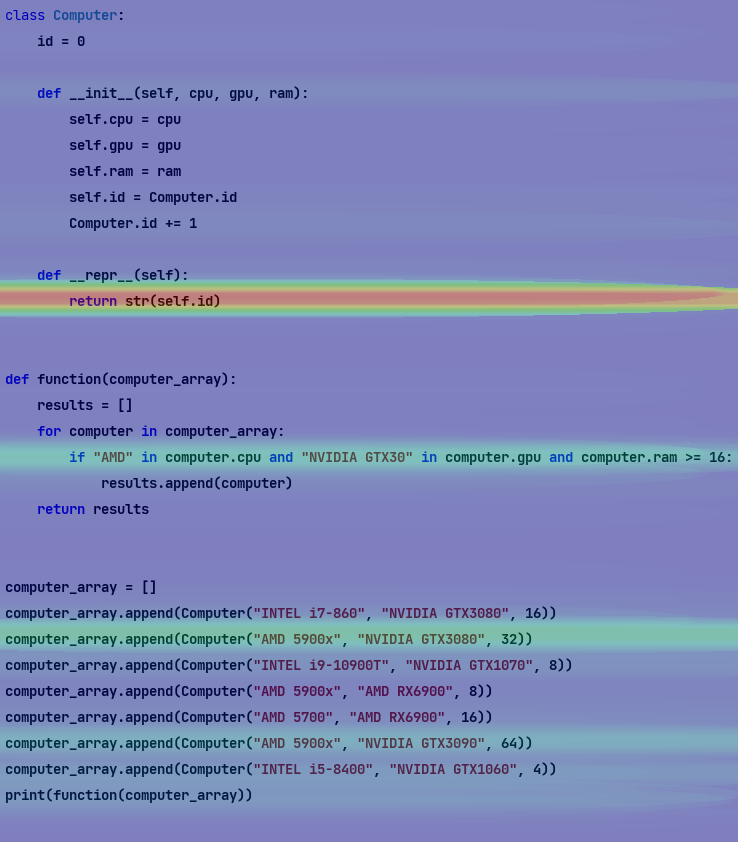 class Computer:
    id = 0
    def __init__(self, cpu, gpu, ram):
        self.cpu = cpu
        self.gpu = gpu
        self.ram = ram
        self.id = Computer.id
        Computer.id += 1
    def __repr__(self):
        return str(self.id)
def function(computer_array):
    results = []
    for computer in computer_array:
        if "AMD" in computer.cpu and "NVIDIA GTX30" in computer.gpu and computer.ram >= 16:
            results.append(computer)
    return results
computer_array = []
computer_array.append(Computer("INTEL i7-860", "NVIDIA GTX3080", 16))
computer_array.append(Computer("AMD 5900x", "NVIDIA GTX3080", 32))
computer_array.append(Computer("INTEL i9-10900T", "NVIDIA GTX1070", 8))
computer_array.append(Computer("AMD 5900x", "AMD RX6900", 8))
computer_array.append(Computer("AMD 5700", "AMD RX6900", 16))
computer_array.append(Computer("AMD 5900x", "NVIDIA GTX3090", 64))
computer_array.append(Computer("INTEL i5-8400", "NVIDIA GTX1060", 4))
print(function(computer_array))